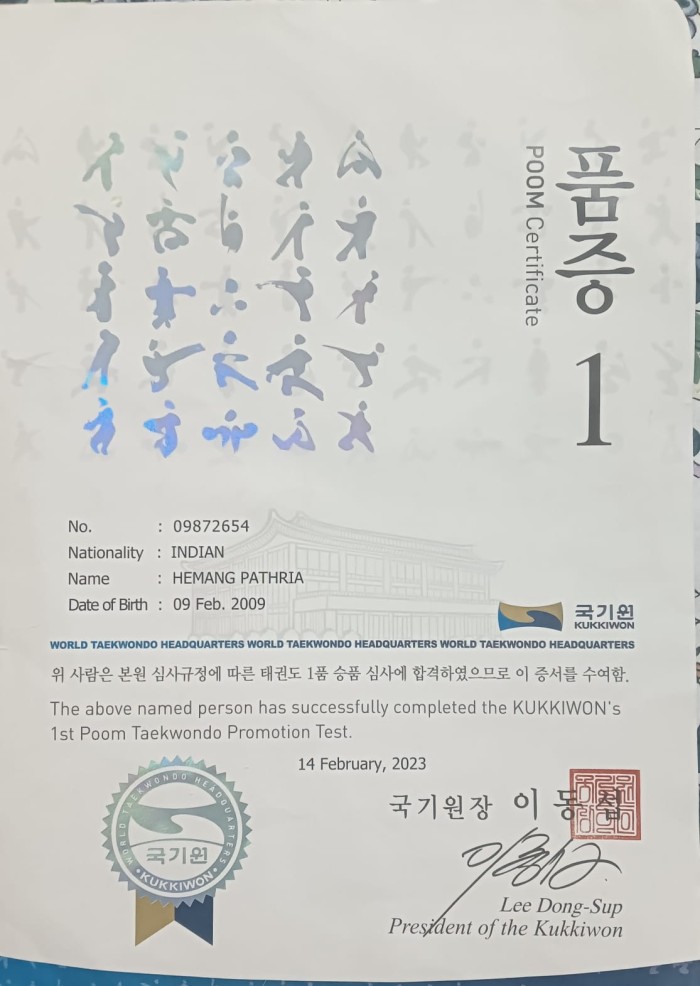 품증
POOM Certificate
1
No. : 09872654
Nationality : INDIAN
Name : HEMANG PATHRIA
Date of Birth : 09 Feb. 2009
국기원
KUKKIWON
WORLD TAEKWONDO HEADQUARTERS WORLD TAEKWONDO HEADQUARTERS WORLD TAEKWONDO HEADQUARTERS
위 사람은 본원 심사규정에 따른 태권도 1품 승품 심사에 합격하였으므로 이 증서를 수여함.
The above named person has successfully completed the KUKKIWON's
1st Poom Taekwondo Promotion Test.
14 February, 2023
국기원장 이동섭
WORLD TAEKWONDO HEADQUARTERS
국기원
• KUKKIWON •
Lee Dong-Sup
President of the Kukkiwon